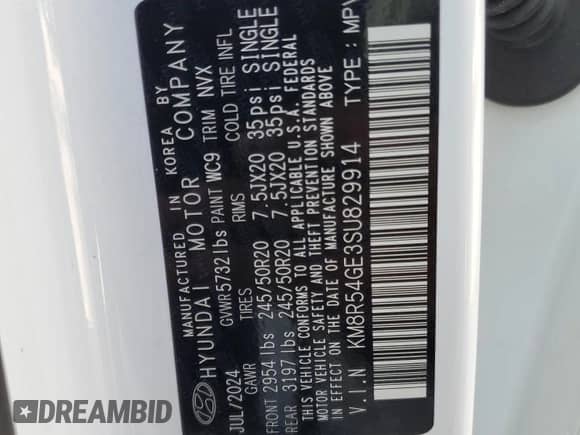 MANUFACTURED IN KOREA BY
HYUNDAI MOTOR COMPANY
JUL/2024 GVWR 5732 lbs PAINT WC9 TRIM NVX
GAWR TIRES RIMS COLD TIRE INFL
FRONT 2954 lbs 245/50R20 7.5JX20 35psi SINGLE
REAR 3197 lbs 245/50R20 7.5JX20 35psi SINGLE
THIS VEHICLE CONFORMS TO ALL APPLICABLE U.S.A. FEDERAL
MOTOR VEHICLE SAFETY AND THEFT PREVENTION STANDARDS
IN EFFECT ON THE DATE OF MANUFACTURE SHOWN ABOVE
V.I.N KM8R54GE3SU829914 TYPE : MPV
DREAMBID